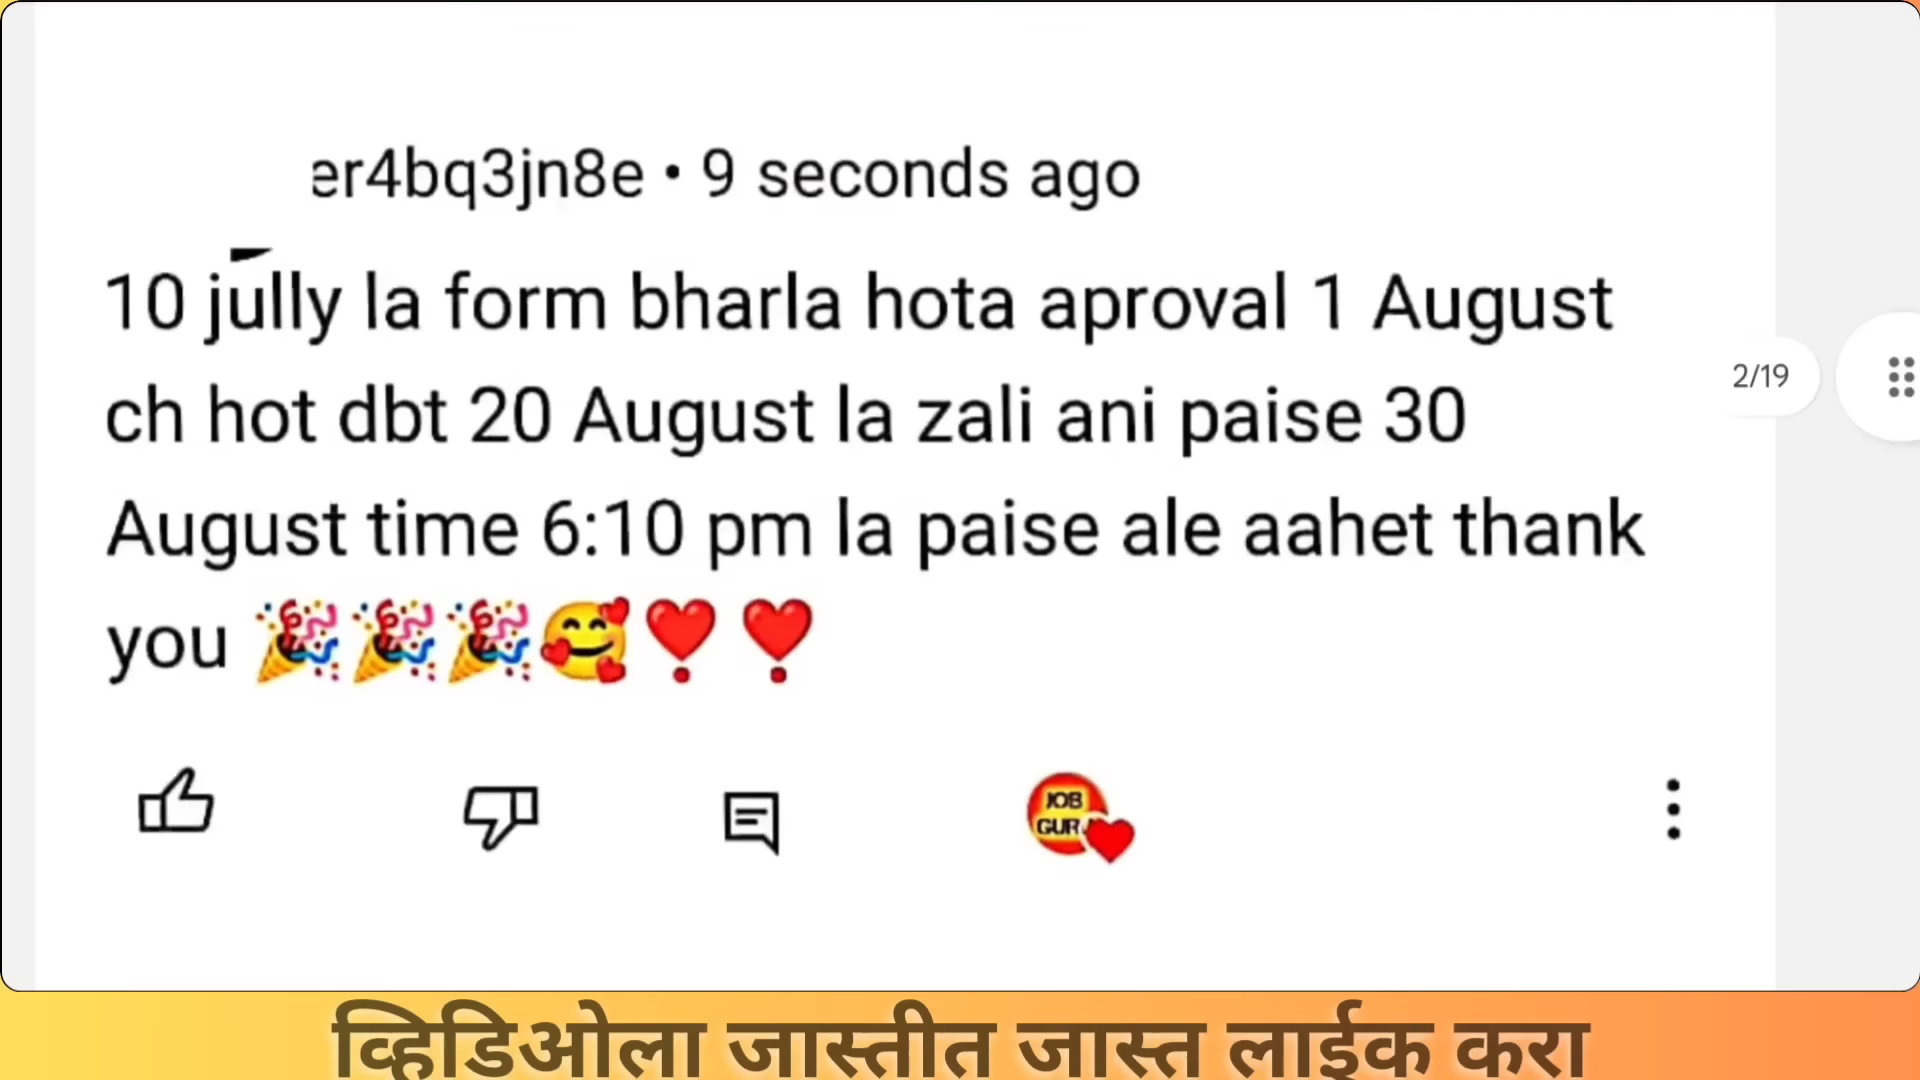 er4bq3jn8e • 9 seconds ago
10 jully la form bharla hota aproval 1 August
ch hot dbt 20 August la zali ani paise 30
August time 6:10 pm la paise ale aahet thank
you 🎉🎉🎉🥰❣️❣️
2/19
JOB
GUR
व्हिडिओला जास्तीत जास्त लाईक करा